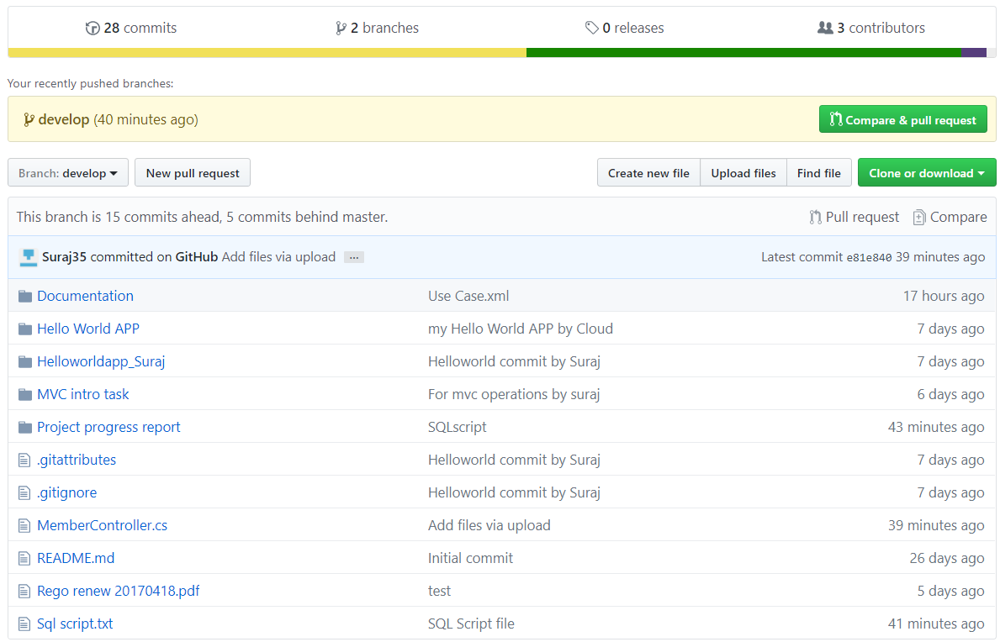 28 commits 2 branches 0 releases 3 contributors
Your recently pushed branches:
develop (40 minutes ago) Compare & pull request
Branch: develop New pull request Create new file Upload files Find file Clone or download
This branch is 15 commits ahead, 5 commits behind master. Pull request Compare
Suraj35 committed on GitHub Add files via upload ... Latest commit e81e840 39 minutes ago
Documentation Use Case.xml 17 hours ago
Hello World APP my Hello World APP by Cloud 7 days ago
Helloworldapp_Suraj Helloworld commit by Suraj 7 days ago
MVC intro task For mvc operations by suraj 6 days ago
Project progress report SQLscript 43 minutes ago
.gitattributes Helloworld commit by Suraj 7 days ago
.gitignore Helloworld commit by Suraj 7 days ago
MemberController.cs Add files via upload 39 minutes ago
README.md Initial commit 26 days ago
Rego renew 20170418.pdf test 5 days ago
Sql script.txt SQL Script file 41 minutes ago